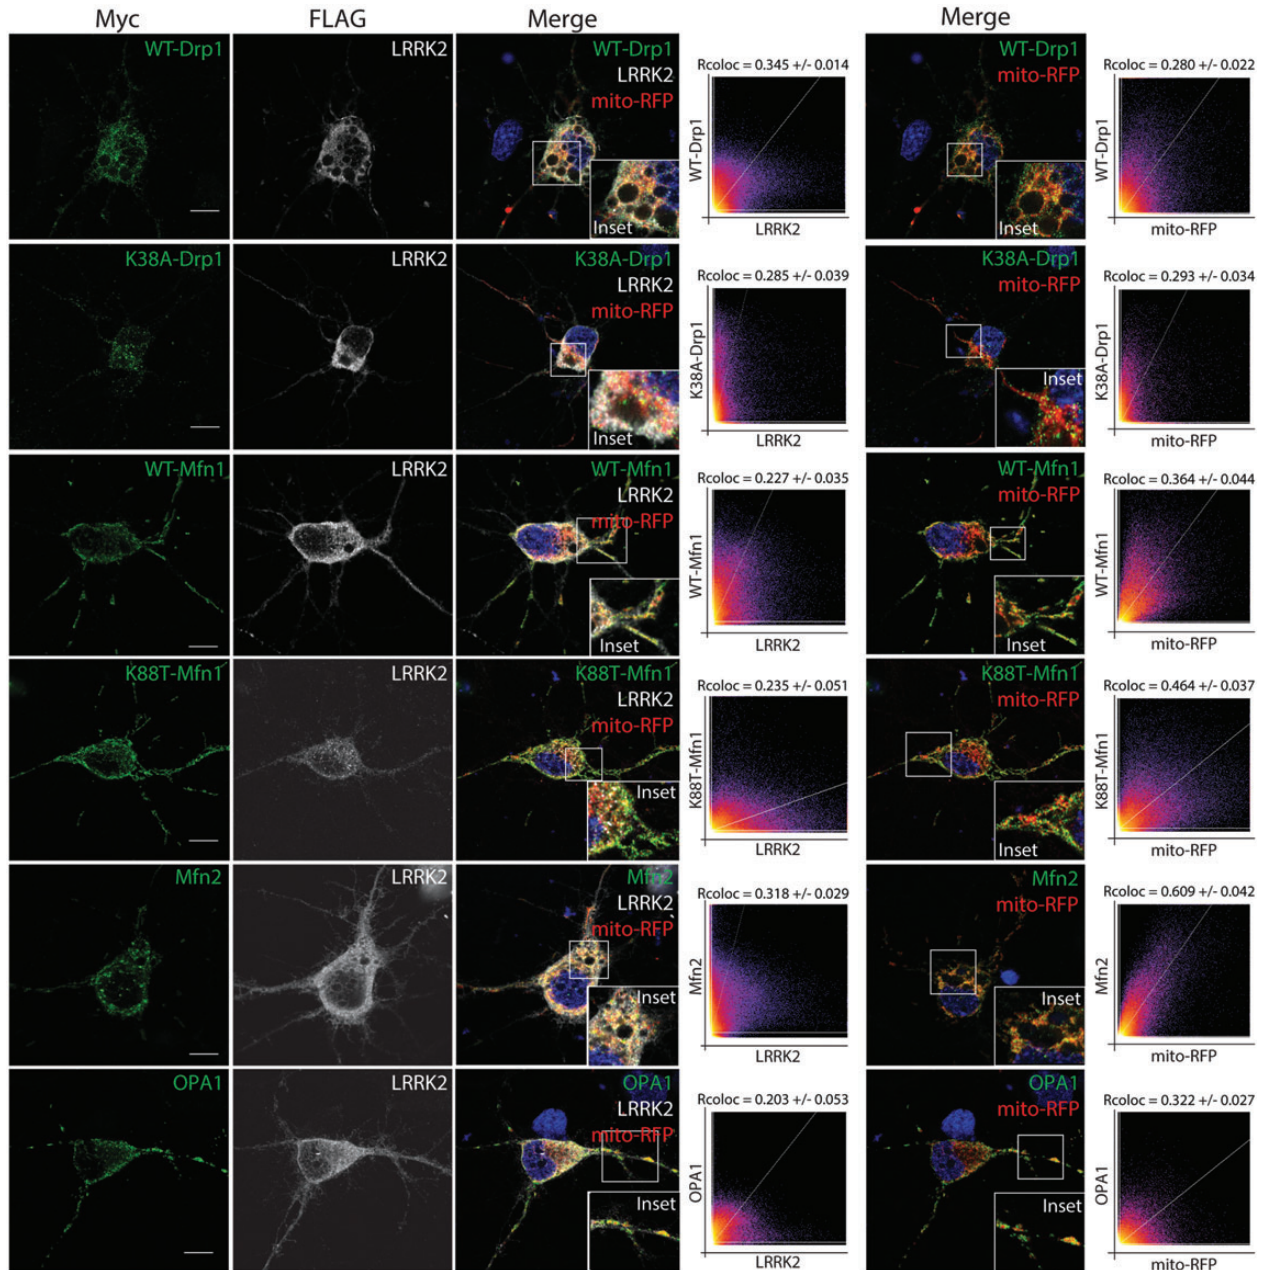 Myc FLAG Merge Merge
WT-Drp1 LRRK2 WT-Drp1 WT-Drp1
LRRK2 mito-RFP
mito-RFP
Rcoloc = 0.345 +/- 0.014 Rcoloc = 0.280 +/- 0.022
WT-Drp1 WT-Drp1
Inset Inset
LRRK2 mito-RFP
K38A-Drp1 LRRK2 K38A-Drp1 K38A-Drp1
LRRK2 mito-RFP
mito-RFP
Rcoloc = 0.285 +/- 0.039 Rcoloc = 0.293 +/- 0.034
K38A-Drp1 K38A-Drp1
Inset Inset
LRRK2 mito-RFP
WT-Mfn1 LRRK2 WT-Mfn1 WT-Mfn1
LRRK2 mito-RFP
mito-RFP
Rcoloc = 0.227 +/- 0.035 Rcoloc = 0.364 +/- 0.044
WT-Mfn1 WT-Mfn1
Inset Inset
LRRK2 mito-RFP
K88T-Mfn1 LRRK2 K88T-Mfn1 K88T-Mfn1
LRRK2 mito-RFP
mito-RFP
Rcoloc = 0.235 +/- 0.051 Rcoloc = 0.464 +/- 0.037
K88T-Mfn1 K88T-Mfn1
Inset Inset
LRRK2 mito-RFP
Mfn2 LRRK2 Mfn2 Mfn2
LRRK2 mito-RFP
mito-RFP
Rcoloc = 0.318 +/- 0.029 Rcoloc = 0.609 +/- 0.042
Mfn2 Mfn2
Inset Inset
LRRK2 mito-RFP
OPA1 LRRK2 OPA1 OPA1
LRRK2 mito-RFP
mito-RFP
Rcoloc = 0.203 +/- 0.053 Rcoloc = 0.322 +/- 0.027
OPA1 OPA1
Inset Inset
LRRK2 mito-RFP